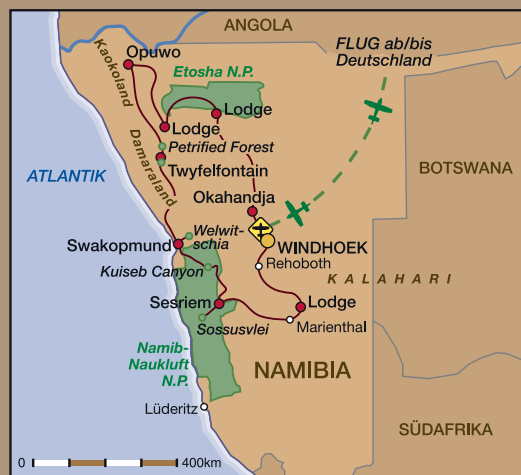 ANGOLA
Opuwo
FLUG ab/bis
Deutschland
Kaokoland
Etosha N.P.
Lodge
Lodge
Petrified Forest
Twyfelfontain
Damaraland
ATLANTIK
BOTSWANA
Okahandja
Welwit-
schia
Swakopmund
WINDHOEK
Rehoboth
Kuiseb Canyon
KALAHARI
Sesriem
Lodge
Sossusvlei
Marienthal
Namib-
Naukluft
N.P.
NAMIBIA
Lüderitz
SÜDAFRIKA
0
400km